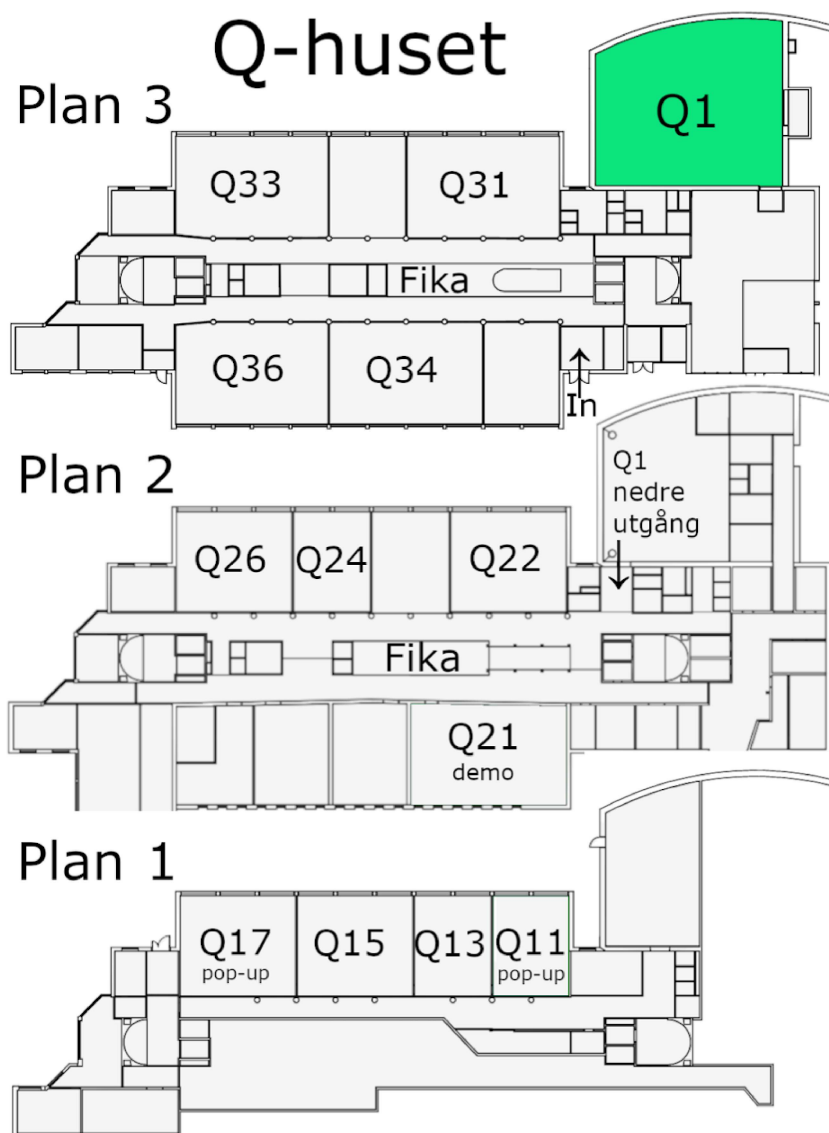 Q-huset
Plan 3
Q1
Q33
Q31
Fika
Q36
Q34
In
Plan 2
Q1
nedre
utgång
Q26
Q24
Q22
Fika
Q21
demo
Plan 1
Q17
pop-up
Q15
Q13
Q11
pop-up